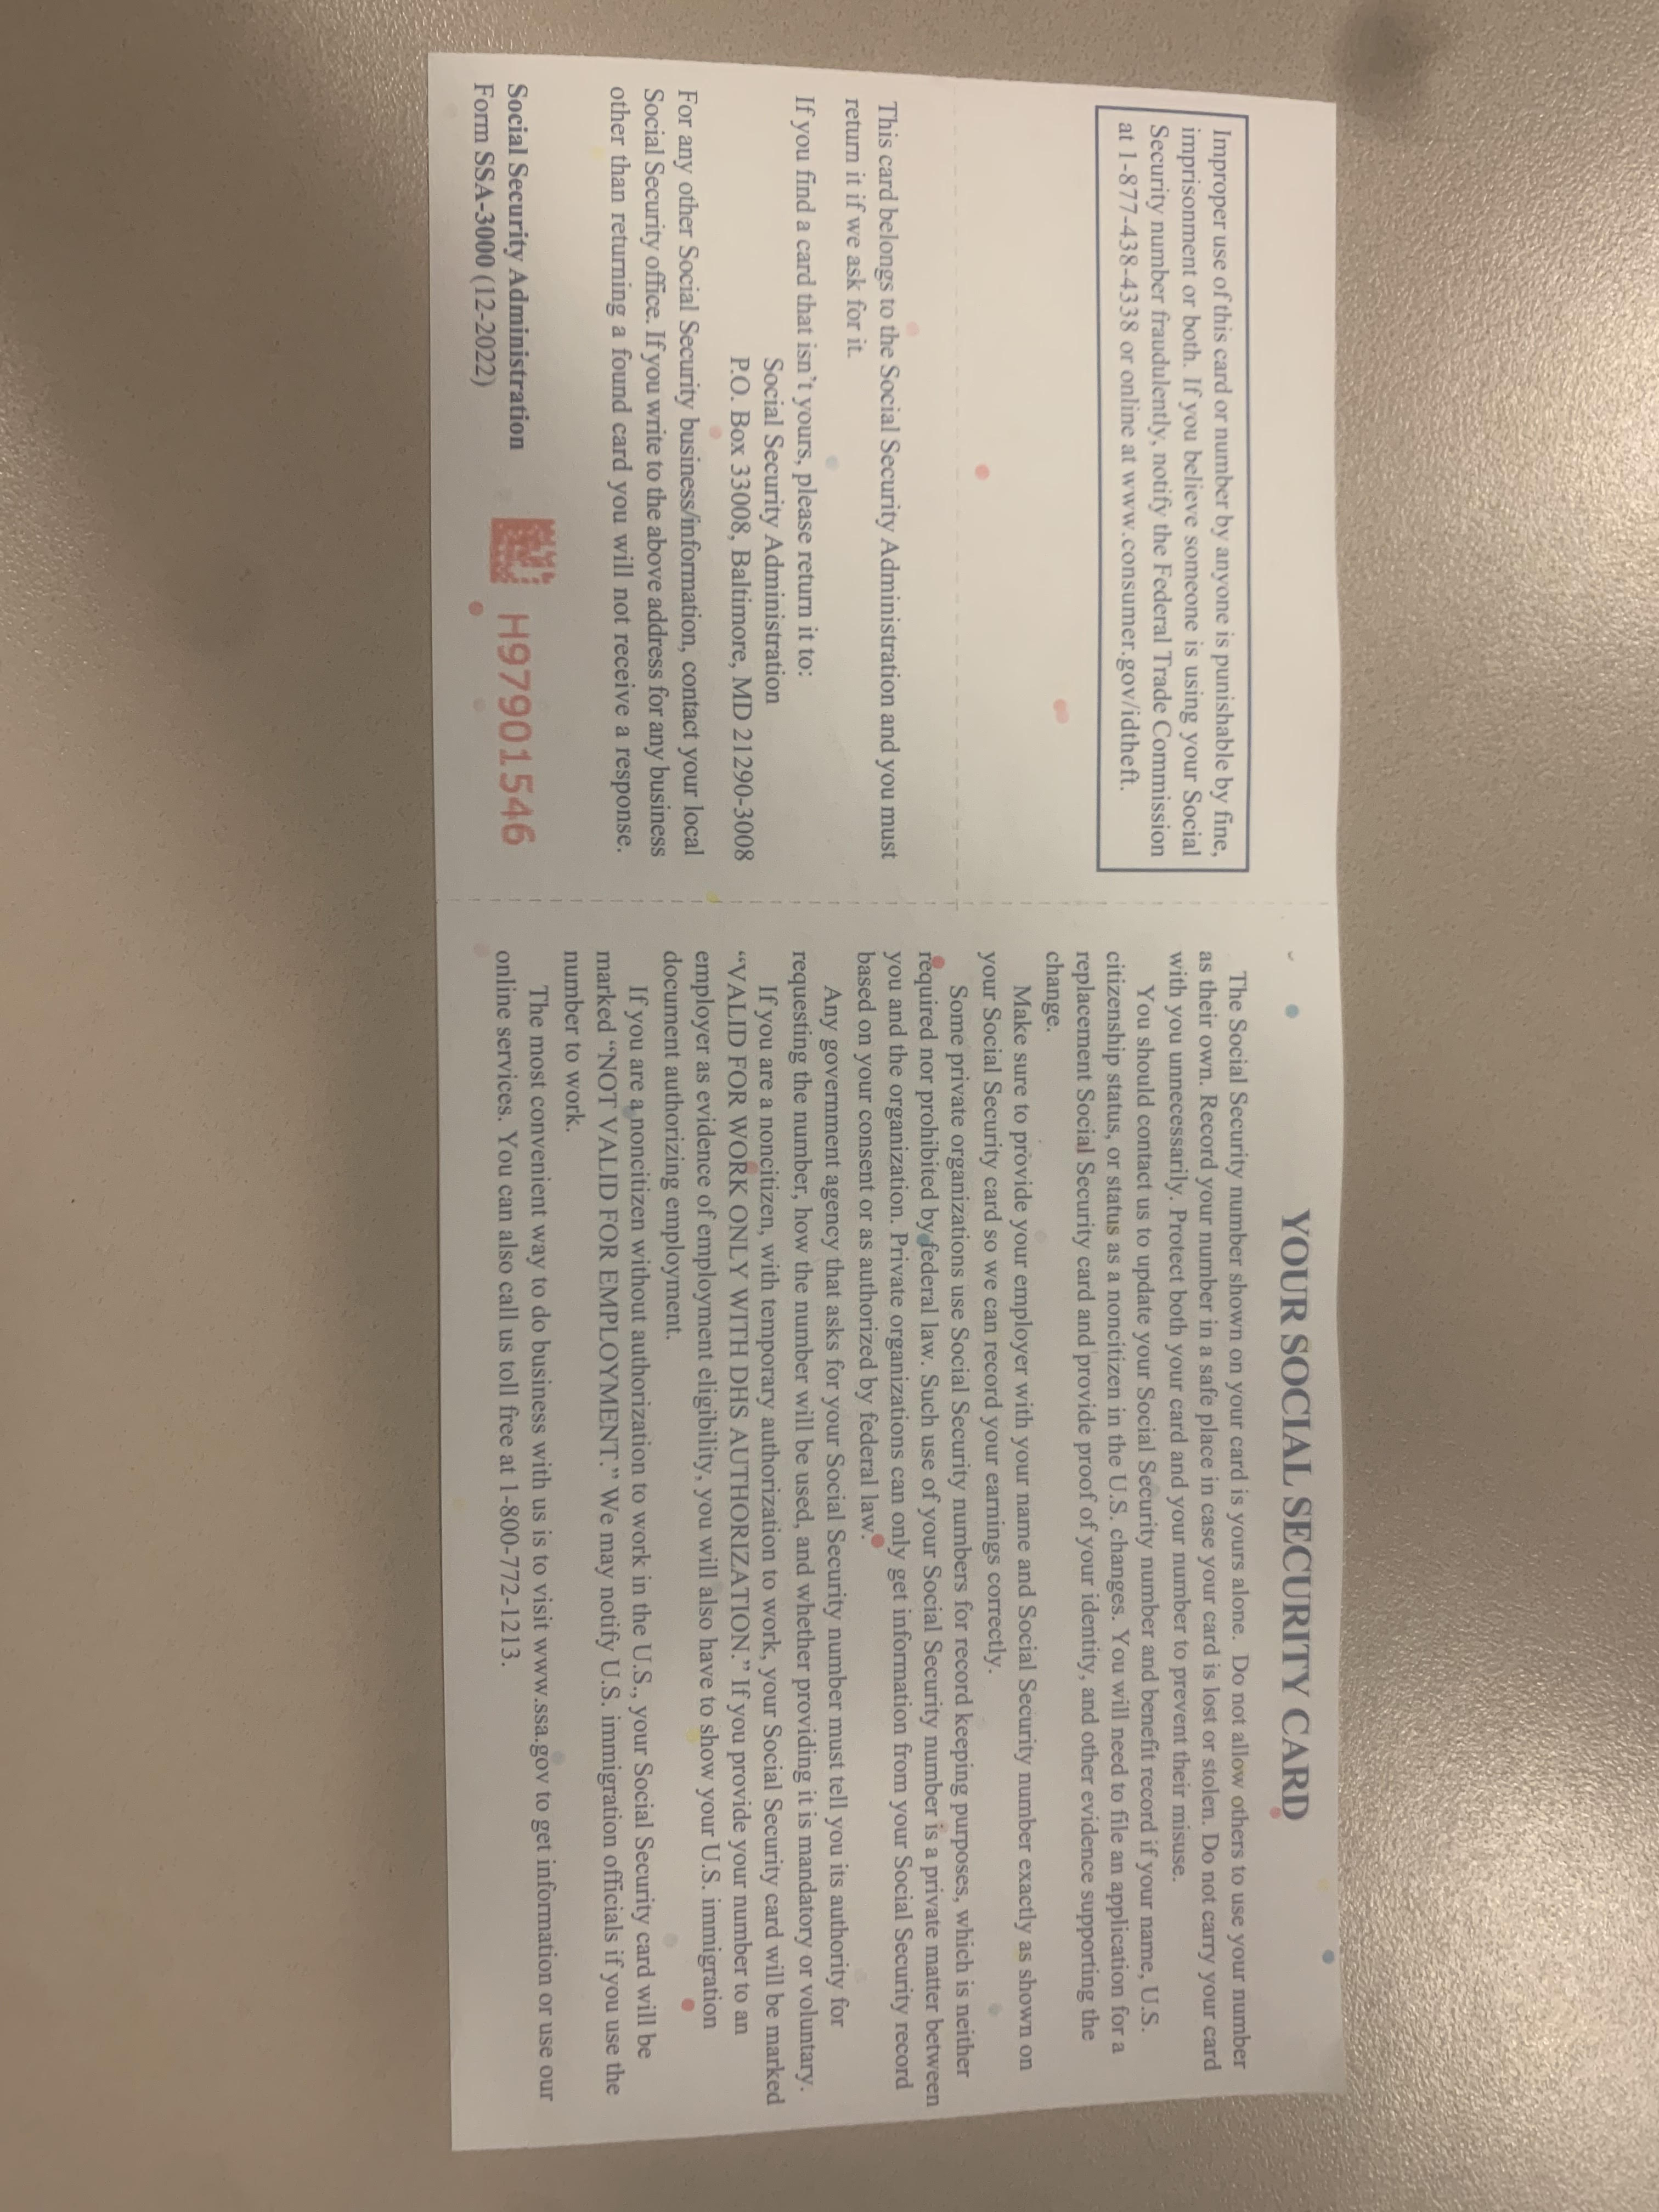 Improper use of this card or number by anyone is punishable by fine,
imprisonment or both. If you believe someone is using your Social
Security number fraudulently, notify the Federal Trade Commission
at 1-877-438-4338 or online at www.consumer.gov/idtheft.
This card belongs to the Social Security Administration and you must
return it if we ask for it.
If you find a card that isn't yours, please return it to:
Social Security Administration
P.O. Box 33008, Baltimore, MD 21290-3008
For any other Social Security business/information, contact your local
Social Security office. If you write to the above address for any business
other than returning a found card you will not receive a response.
Social Security Administration
Form SSA-3000 (12-2022)
H97901546
YOUR SOCIAL SECURITY CARD
The Social Security number shown on your card is yours alone. Do not allow others to use your number
as their own. Record your number in a safe place in case your card is lost or stolen. Do not carry your card
with you unnecessarily. Protect both your card and your number to prevent their misuse.
You should contact us to update your Social Security number and benefit record if your name, U.S.
citizenship status, or status as a noncitizen in the U.S. changes. You will need to file an application for a
replacement Social Security card and provide proof of your identity, and other evidence supporting the
change.
Make sure to provide your employer with your name and Social Security number exactly as shown on
your Social Security card so we can record your earnings correctly.
Some private organizations use Social Security numbers for record keeping purposes, which is neither
required nor prohibited by federal law. Such use of your Social Security number is a private matter between
you and the organization. Private organizations can only get information from your Social Security record
based on your consent or as authorized by federal law.
Any government agency that asks for your Social Security number must tell you its authority for
requesting the number, how the number will be used, and whether providing it is mandatory or voluntary.
If you are a noncitizen, with temporary authorization to work, your Social Security card will be marked
“VALID FOR WORK ONLY WITH DHS AUTHORIZATION.” If you provide your number to an
employer as evidence of employment eligibility, you will also have to show your U.S. immigration
document authorizing employment.
If you are a noncitizen without authorization to work in the U.S., your Social Security card will be
marked “NOT VALID FOR EMPLOYMENT.” We may notify U.S. immigration officials if you use the
number to work.
The most convenient way to do business with us is to visit www.ssa.gov to get information or use our
online services. You can also call us toll free at 1-800-772-1213.